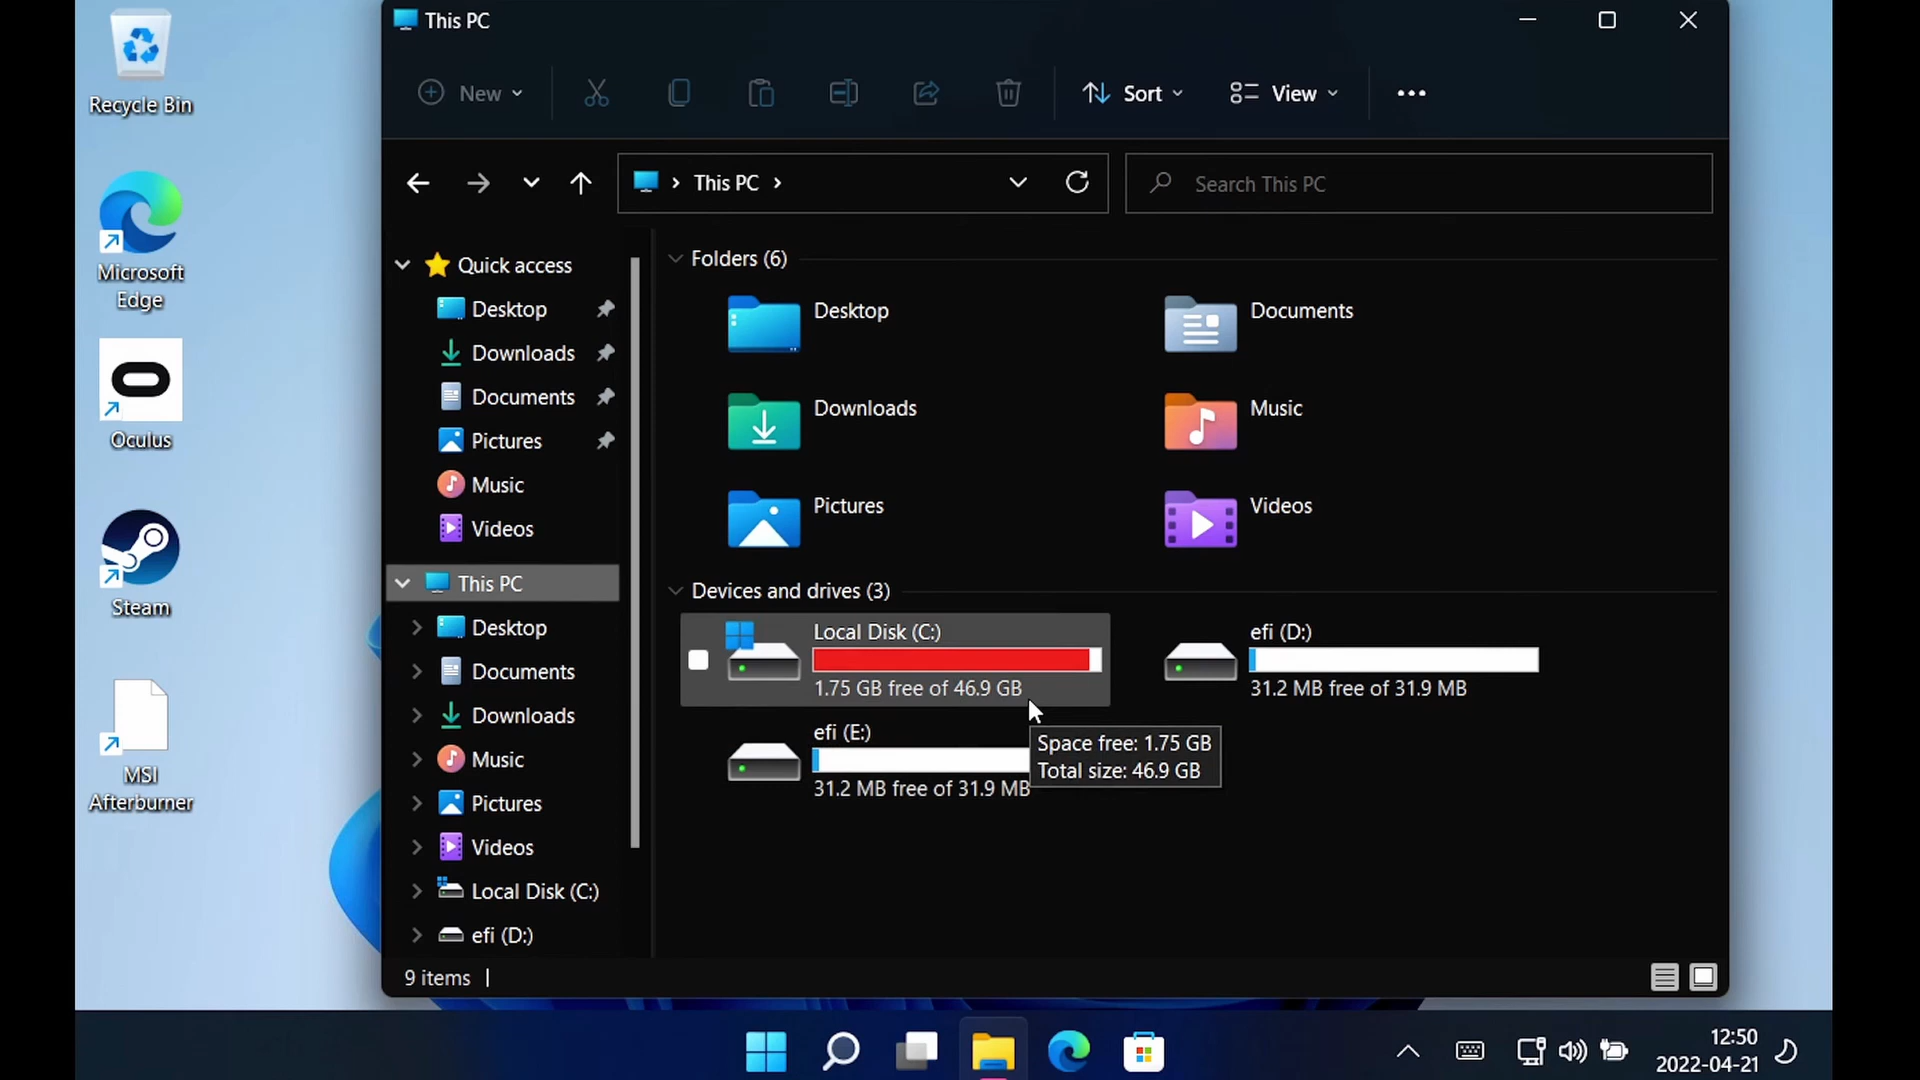 This PC
Recycle Bin
Microsoft
Edge
Oculus
Steam
MSI
Afterburner
New
Sort
View
This PC
Search This PC
Quick access
Desktop
Downloads
Documents
Pictures
Music
Videos
This PC
Desktop
Documents
Downloads
Music
Pictures
Videos
Local Disk (C:)
efi (D:)
Folders (6)
Desktop
Documents
Downloads
Music
Pictures
Videos
Devices and drives (3)
Local Disk (C:)
1.75 GB free of 46.9 GB
efi (D:)
31.2 MB free of 31.9 MB
efi (E:)
31.2 MB free of 31.9 MB
Space free: 1.75 GB
Total size: 46.9 GB
9 items
12:50
2022-04-21